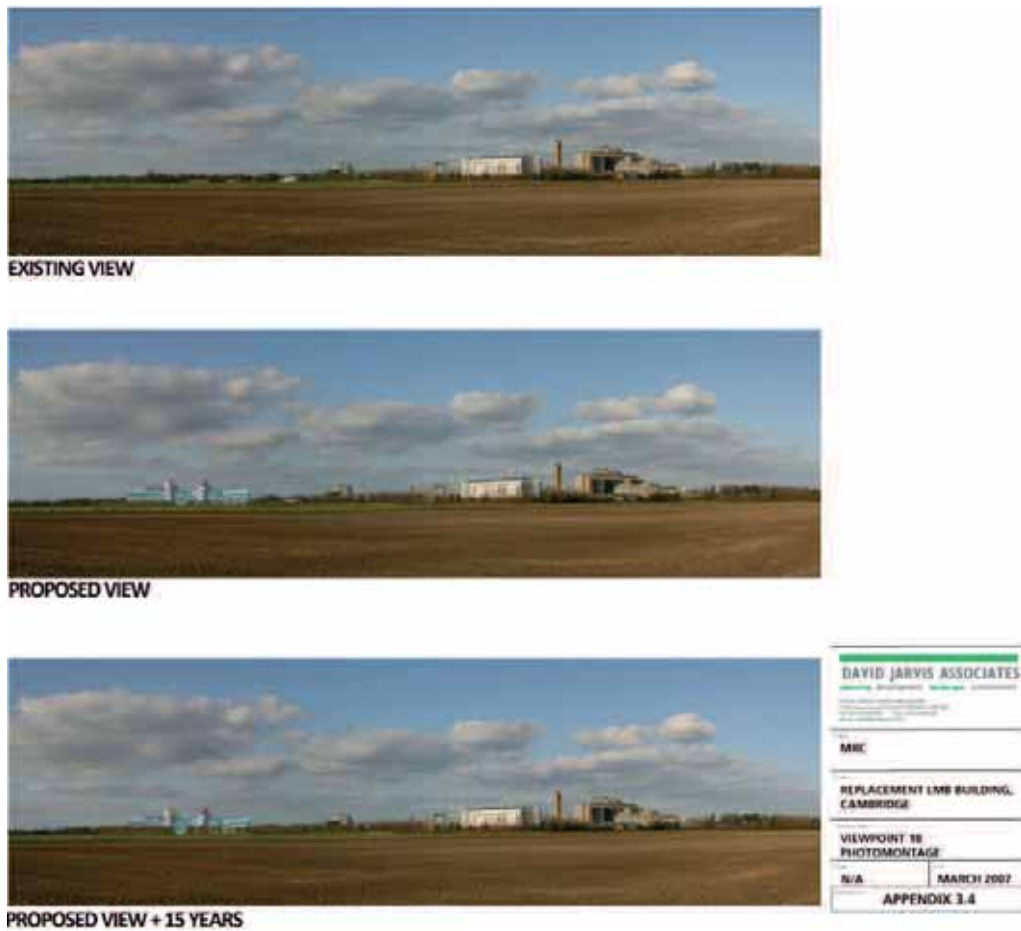 EXISTING VIEW
PROPOSED VIEW
PROPOSED VIEW + 15 YEARS
DAVID JARVIS ASSOCIATES
MRC
REPLACEMENT LMB BUILDING,
CAMBRIDGE
VIEWPOINT 18
PHOTOMONTAGE
N/A
MARCH 2007
APPENDIX 3.4